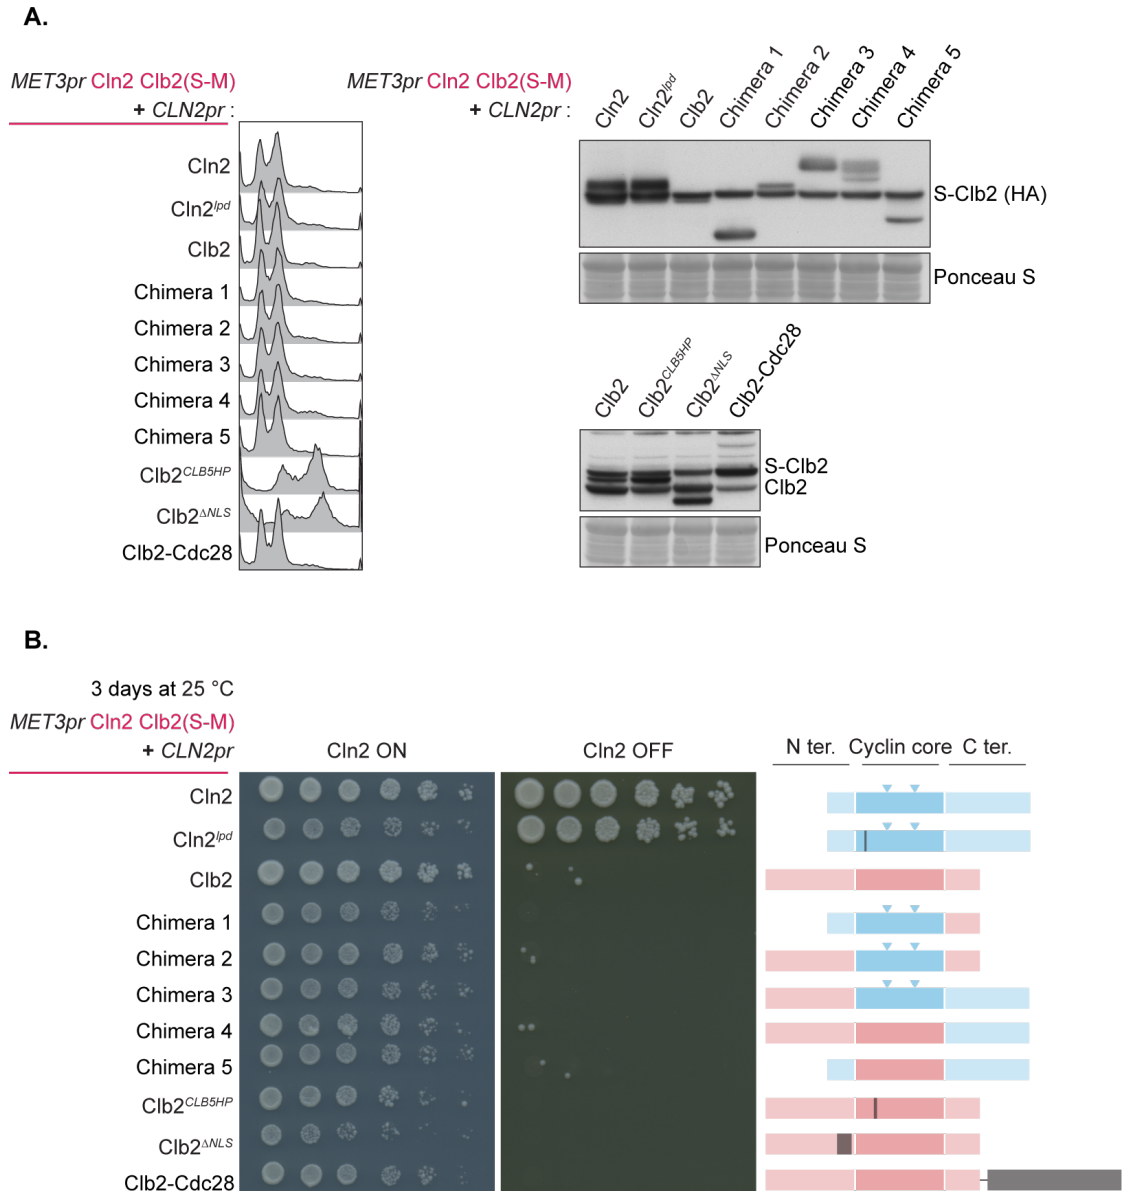 A.
MET3pr Cln2 Clb2(S-M)
+ CLN2pr :
Cln2
Cln2lpd
Clb2
Chimera 1
Chimera 2
Chimera 3
Chimera 4
Chimera 5
Clb2CLB5HP
Clb2ΔNLS
Clb2-Cdc28
MET3pr Cln2 Clb2(S-M)
+ CLN2pr :
Cln2
Cln2lpd
Clb2
Chimera 1
Chimera 2
Chimera 3
Chimera 4
Chimera 5
S-Clb2 (HA)
Ponceau S
Clb2
Clb2CLB5HP
Clb2ΔNLS
Clb2-Cdc28
S-Clb2
Clb2
Ponceau S
B.
3 days at 25 °C
MET3pr Cln2 Clb2(S-M)
+ CLN2pr
Cln2 ON
Cln2 OFF
N ter. Cyclin core C ter.
Cln2
Cln2lpd
Clb2
Chimera 1
Chimera 2
Chimera 3
Chimera 4
Chimera 5
Clb2CLB5HP
Clb2ΔNLS
Clb2-Cdc28